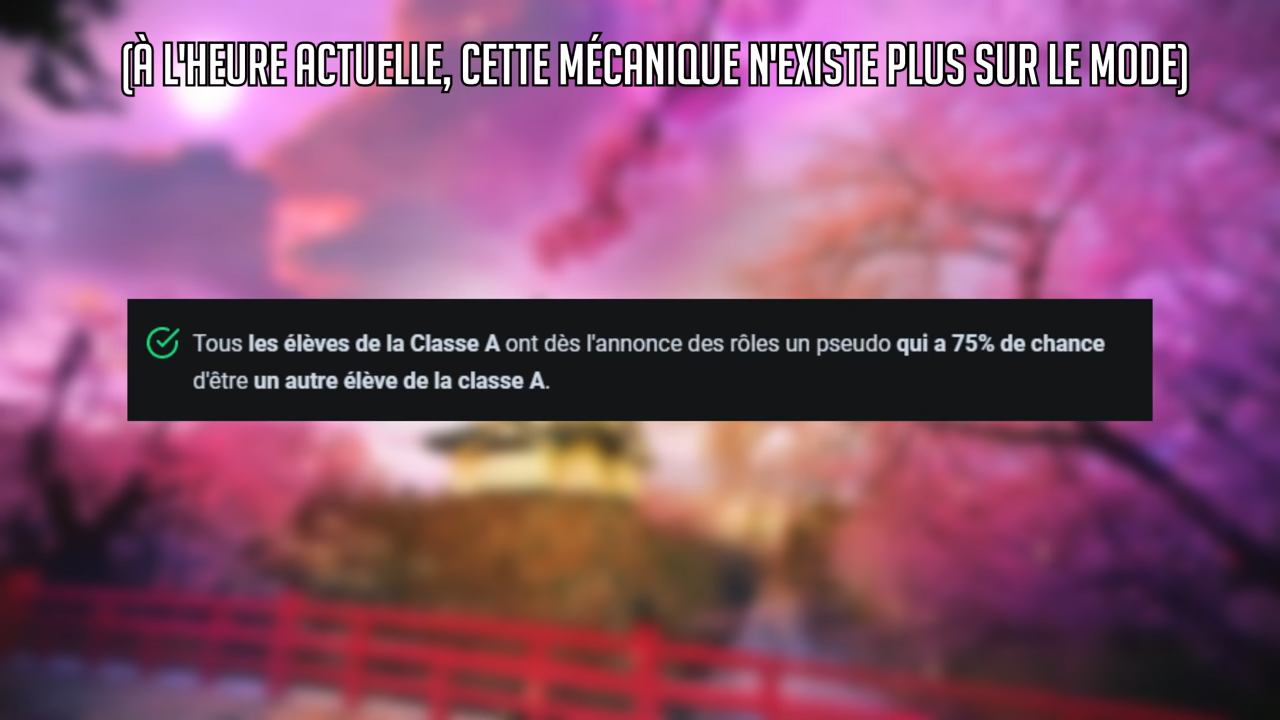 (À L'HEURE ACTUELLE, CETTE MÉCANIQUE N'EXISTE PLUS SUR LE MODE)
Tous les élèves de la Classe A ont dès l'annonce des rôles un pseudo qui a 75% de chance
d'être un autre élève de la classe A.